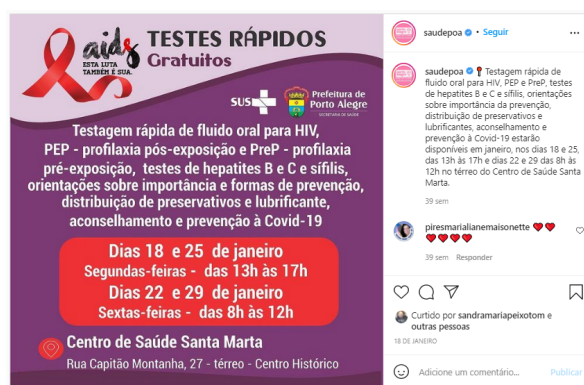 aids
ESTA LUTA
TAMBÉM É SUA.
TESTES RÁPIDOS
Gratuitos
SUS
Prefeitura de
Porto Alegre
SECRETARIA DE SAÚDE
Testagem rápida de fluido oral para HIV,
PEP - profilaxia pós-exposição e PreP - profilaxia
pré-exposição, testes de hepatites B e C e sífilis,
orientações sobre importância e formas de prevenção,
distribuição de preservativos e lubrificante,
aconselhamento e prevenção à Covid-19
Dias 18 e 25 de janeiro
Segundas-feiras - das 13h às 17h
Dias 22 e 29 de janeiro
Sextas-feiras - das 8h às 12h
Centro de Saúde Santa Marta
Rua Capitão Montanha, 27 - térreo - Centro Histórico
saudepoa • Seguir
saudepoa Testagem rápida de
fluido oral para HIV, PEP e PreP, testes
de hepatites B e C e sífilis, orientações
sobre importância da prevenção,
distribuição de preservativos e
lubrificantes, aconselhamento e
prevenção à Covid-19 estarão
disponíveis em janeiro, nos dias 18 e 25,
das 13h às 17h e dias 22 e 29 das 8h às
12h no térreo do Centro de Saúde Santa
Marta.
39 sem
piresmarialianemaisonette
39 sem Responder
Curtido por sandramariapeixotom e
outras pessoas
18 DE JANEIRO
Adicione um comentário... Publicar